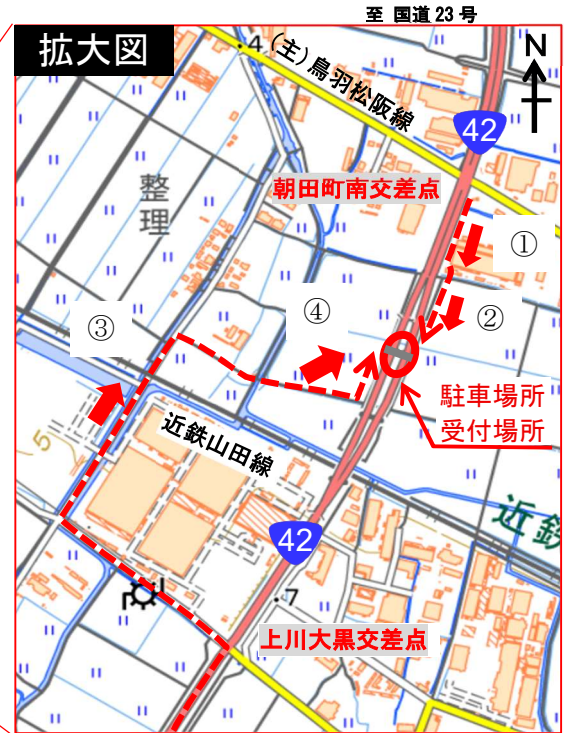 至 国道23号
拡大図
N
4
(主)鳥羽松阪線
42
朝田町南交差点
整理
①
②
③
④
駐車場所
受付場所
5
近鉄山田線
近鉄
42
7
上川大黒交差点